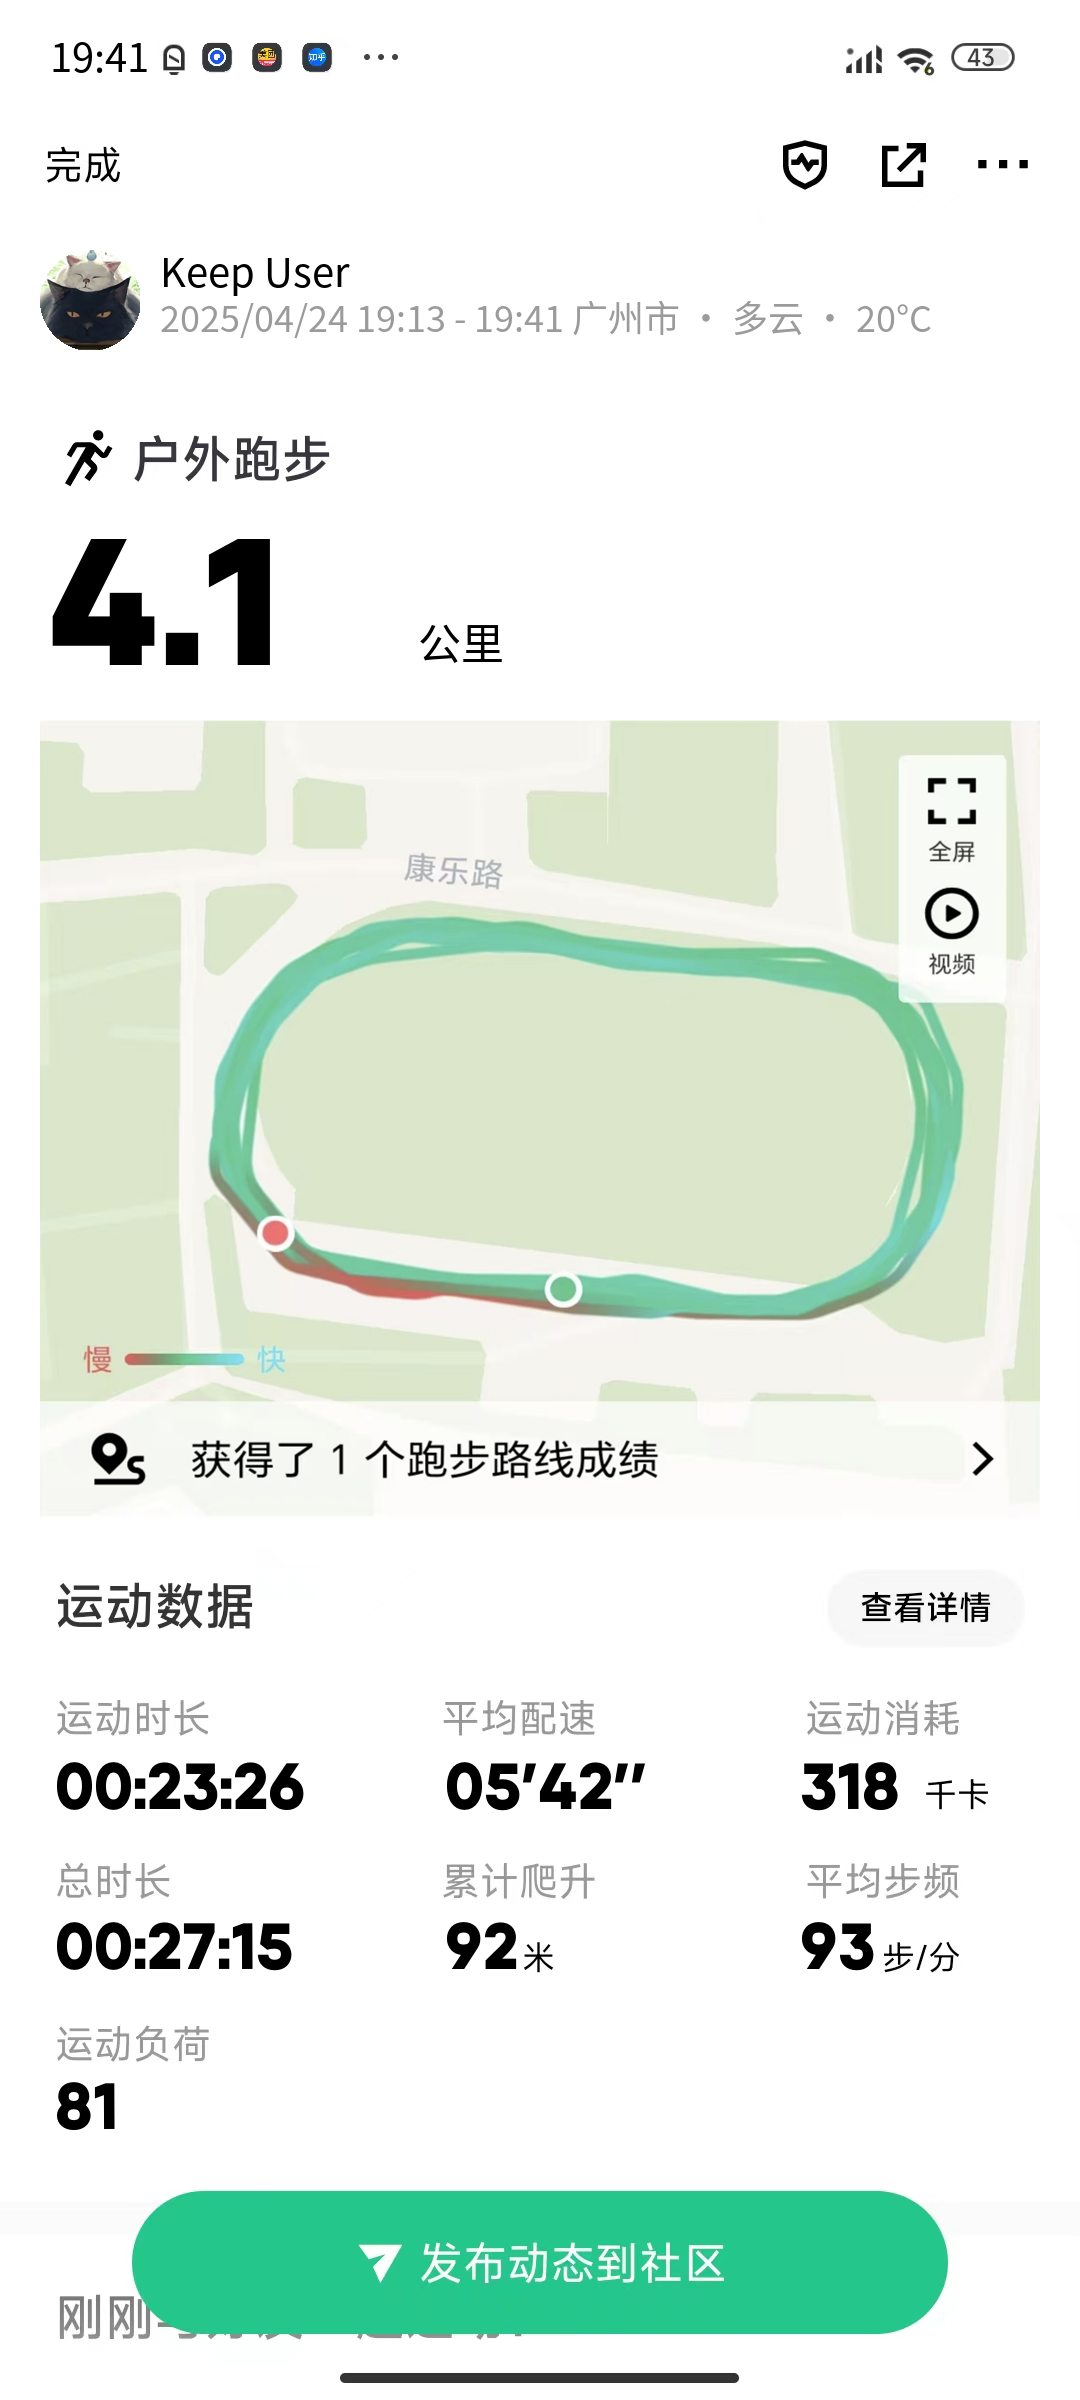 19:41 ··· 43
完成
Keep User
2025/04/24 19:13 - 19:41 广州市 · 多云 · 20°C
户外跑步
4.1 公里
全屏
康乐路
视频
慢 快
获得了 1 个跑步路线成绩
运动数据 查看详情
运动时长 平均配速 运动消耗
00:23:26 05'42'' 318 千卡
总时长 累计爬升 平均步频
00:27:15 92米 93步/分
运动负荷
81
发布动态到社区
刚刚